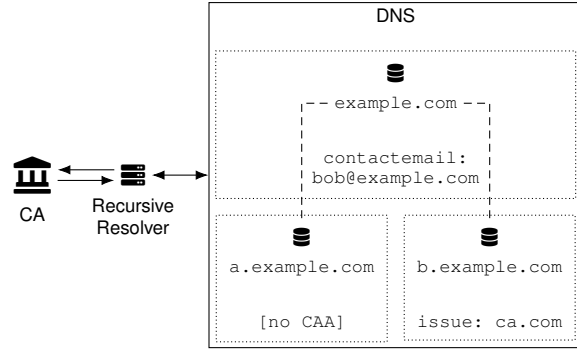 DNS
example.com
contactemail:
bob@example.com
CA
Recursive
Resolver
a.example.com
b.example.com
[no CAA]
issue: ca.com